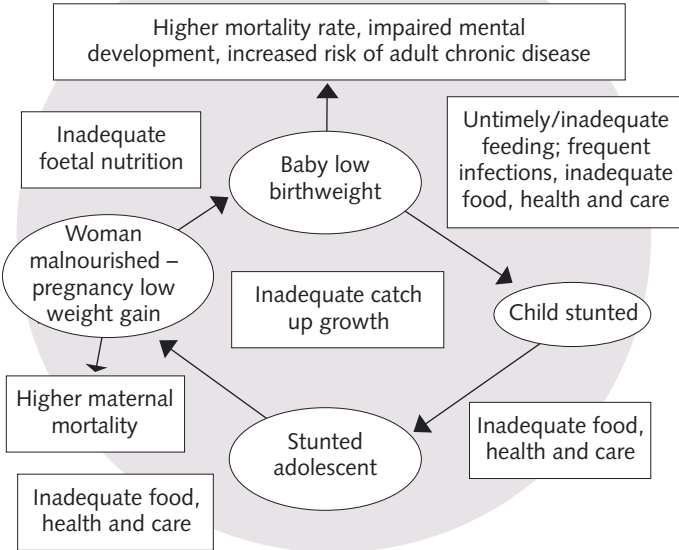 Higher mortality rate, impaired mental
development, increased risk of adult chronic disease
Inadequate
foetal nutrition
Baby low
birthweight
Untimely/inadequate
feeding; frequent
infections, inadequate
food, health and care
Woman
malnourished –
pregnancy low
weight gain
Inadequate catch
up growth
Child stunted
Higher maternal
mortality
Stunted
adolescent
Inadequate food,
health and care
Inadequate food,
health and care